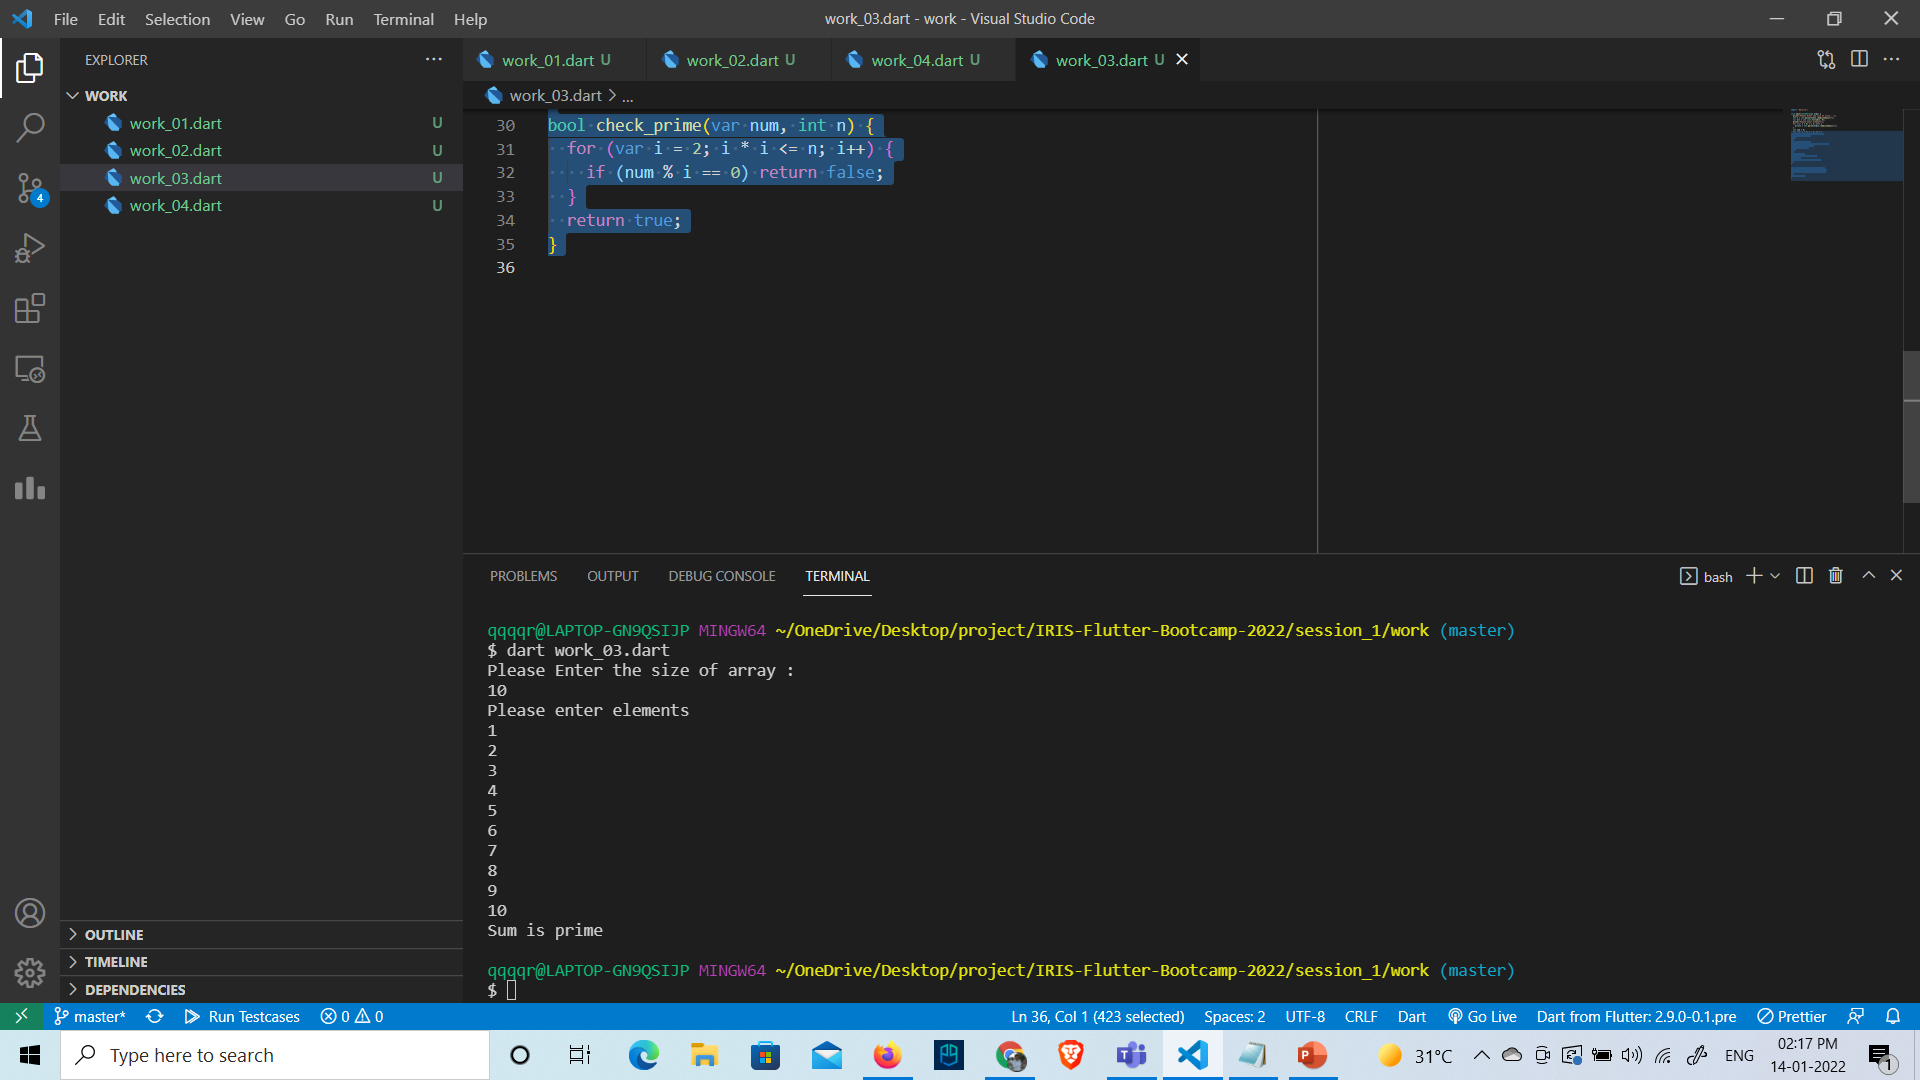 File Edit Selection View Go Run Terminal Help
work_03.dart - work - Visual Studio Code
EXPLORER
WORK
work_01.dart U
work_02.dart U
work_03.dart U
work_04.dart U
4
OUTLINE
TIMELINE
DEPENDENCIES
work_01.dart U work_02.dart U work_04.dart U work_03.dart U
work_03.dart > ...
30 bool check_prime(var num, int n) {
31 for (var i = 2; i * i <= n; i++) {
32 if (num % i == 0) return false;
33 }
34 return true;
35 }
36
PROBLEMS OUTPUT DEBUG CONSOLE TERMINAL
bash
qqqqr@LAPTOP-GN9QSIJP MINGW64 ~/OneDrive/Desktop/project/IRIS-Flutter-Bootcamp-2022/session_1/work (master)
$ dart work_03.dart
Please Enter the size of array :
10
Please enter elements
1
2
3
4
5
6
7
8
9
10
Sum is prime
qqqqr@LAPTOP-GN9QSIJP MINGW64 ~/OneDrive/Desktop/project/IRIS-Flutter-Bootcamp-2022/session_1/work (master)
$
master* Run Testcases 0 0 Ln 36, Col 1 (423 selected) Spaces: 2 UTF-8 CRLF Dart Go Live Dart from Flutter: 2.9.0-0.1.pre Prettier
Type here to search
31°C
ENG
02:17 PM
14-01-2022
1